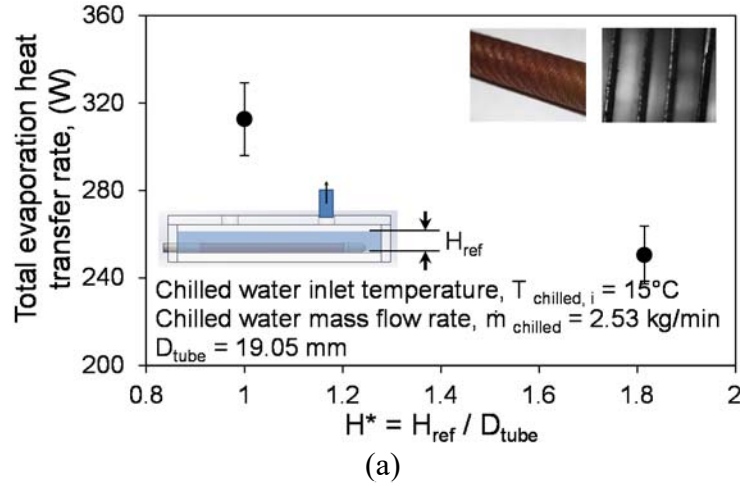 360
320
280
240
200
Total evaporation heat
transfer rate, (W)
H_ref
Chilled water inlet temperature, T chilled, i = 15°C
Chilled water mass flow rate, ṁ chilled = 2.53 kg/min
D_tube = 19.05 mm
0.8 1 1.2 1.4 1.6 1.8 2
H* = H_ref / D_tube
(a)